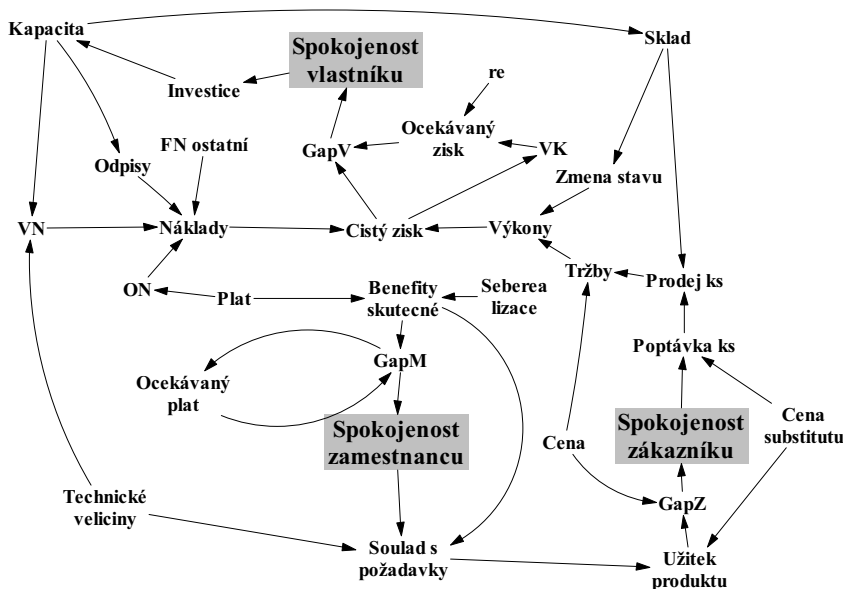 Kapacita
Sklad
Spokojenost
vlastníku
Investice
re
Ocekávaný
zisk
GapV
VK
FN ostatní
Odpisy
Zmena stavu
VN
Náklady
Cistý zisk
Výkony
Tržby
Prodej ks
ON
Plat
Benefity
skutecné
Seberea
lizace
Poptávka ks
GapM
Ocekávaný
plat
Spokojenost
zamestnancu
Cena
Spokojenost
zákazníku
Cena
substitutu
Technické
veliciny
GapZ
Soulad s
požadavky
Užitek
produktu